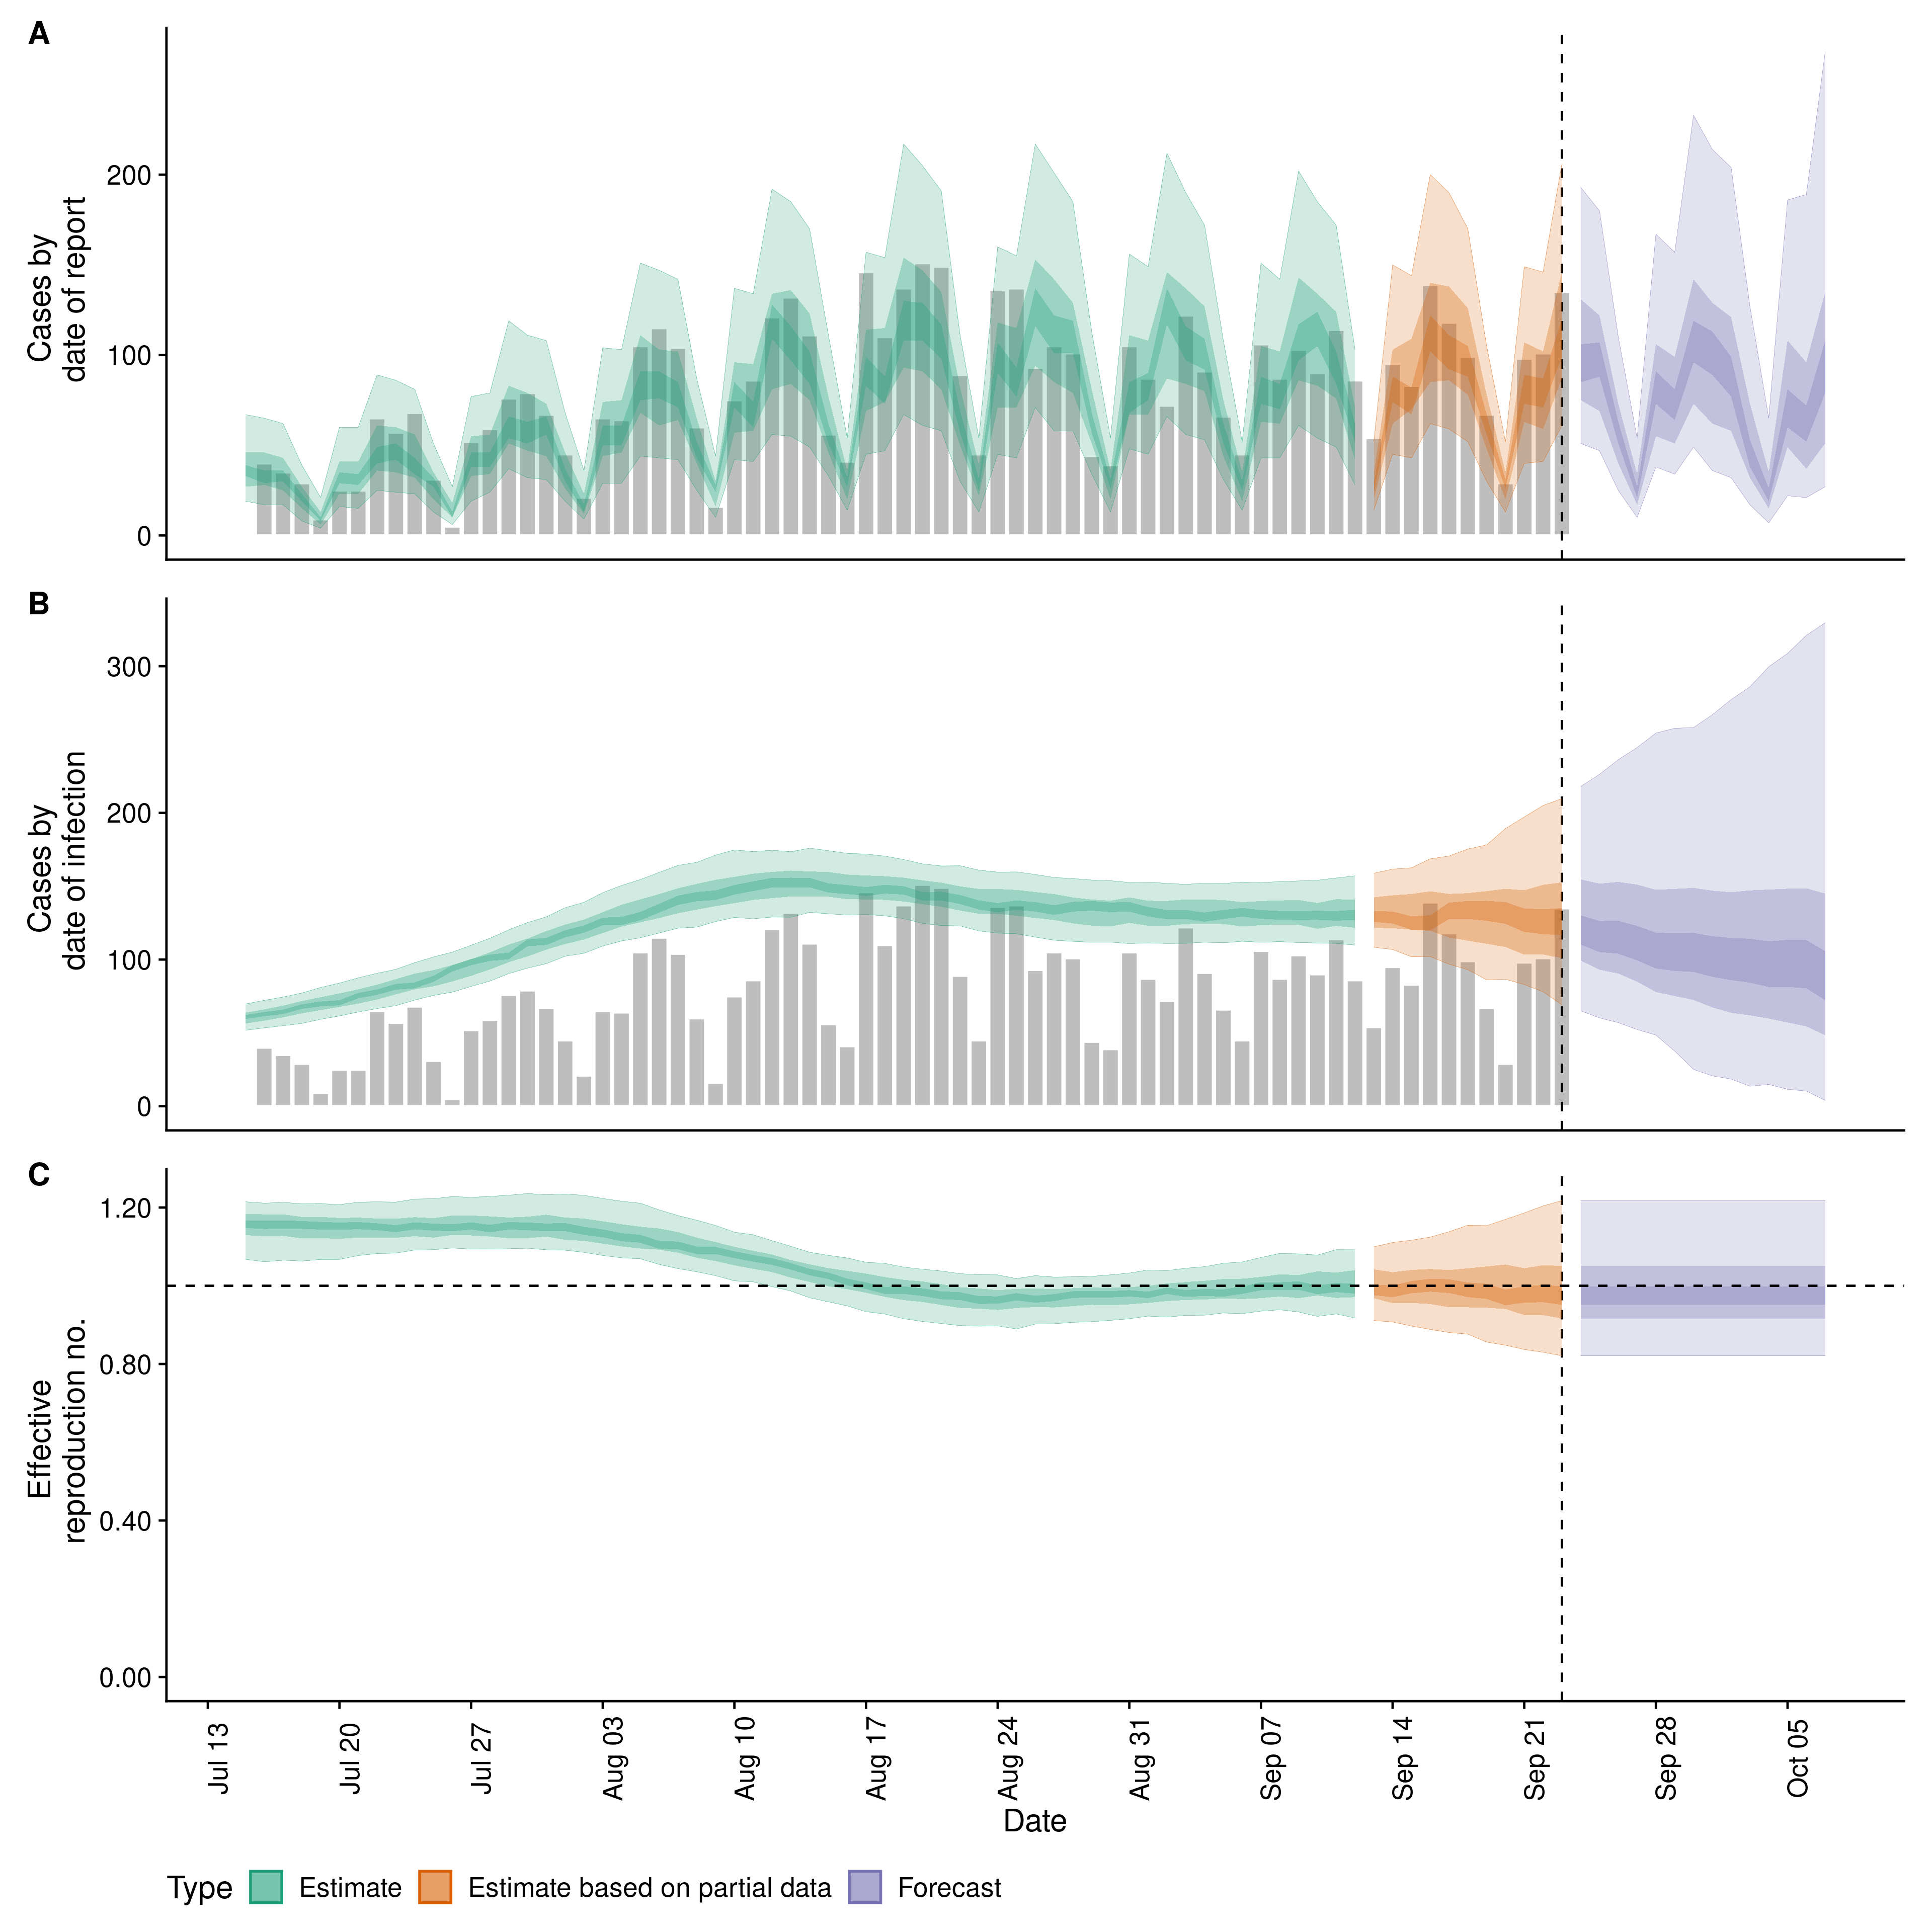 A
Cases by
date of report
200
100
0
B
Cases by
date of infection
300
200
100
0
C
Effective
reproduction no.
1.20
0.80
0.40
0.00
Jul 13
Jul 20
Jul 27
Aug 03
Aug 10
Aug 17
Aug 24
Aug 31
Sep 07
Sep 14
Sep 21
Sep 28
Oct 05
Date
Type Estimate Estimate based on partial data Forecast